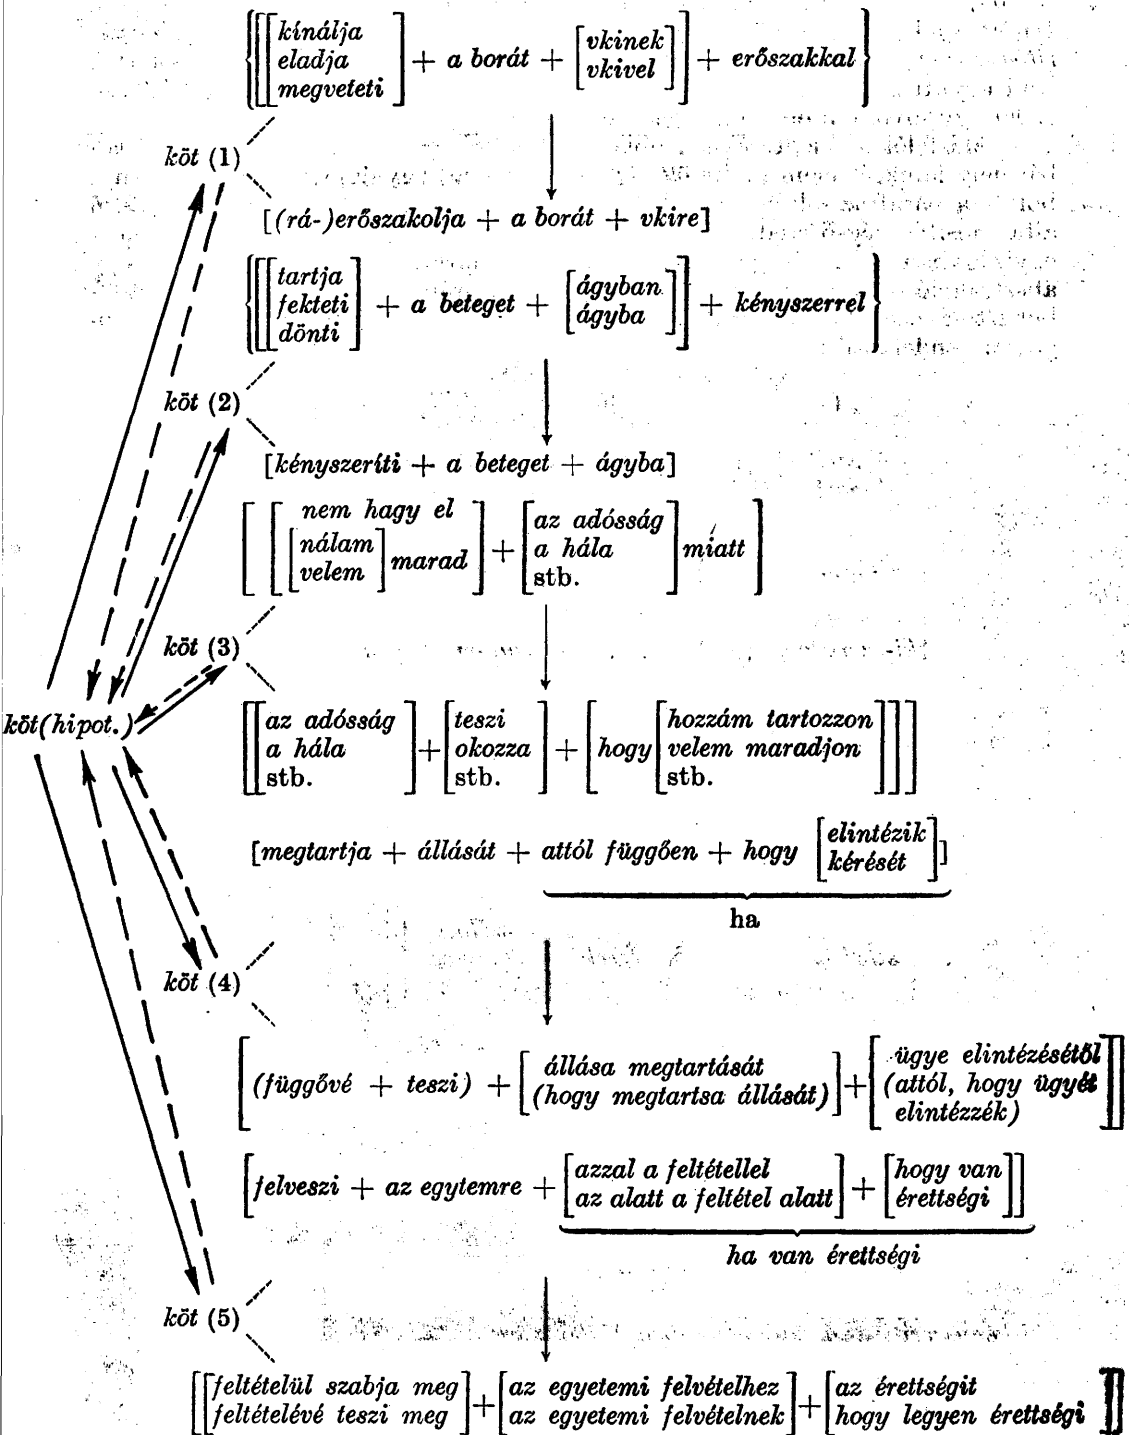 kínálja
eladja
megveteti
+ a borát +
vkinek
vkivel
+ erőszakkal
köt (1)
[(rá-)erőszakolja + a borát + vkire]
tartja
fekteti
dönti
+ a beteget +
ágyban
ágyba
+ kényszerrel
köt (2)
[kényszeríti + a beteget + ágyba]
nem hagy el
nálam
velem
marad
+
az adósság
a hála
stb.
miatt
köt (3)
köt(hipot.)
az adósság
a hála
stb.
+
teszi
okozza
stb.
+
hogy
hozzám tartozzon
velem maradjon
stb.
[megtartja + állását + attól függően + hogy
elintézik
kérését
]
ha
köt (4)
(függővé + teszi) +
állása megtartását
(hogy megtartsa állását)
+
ügye elintézésétől
(attól, hogy ügyét
elintézzék)
felveszi + az egytemre +
azzal a feltétellel
az alatt a feltétel alatt
+
hogy van
érettségi
ha van érettségi
köt (5)
feltételül szabja meg
feltételévé teszi meg
+
az egyetemi felvételhez
az egyetemi felvételnek
+
az érettségit
hogy legyen érettségi